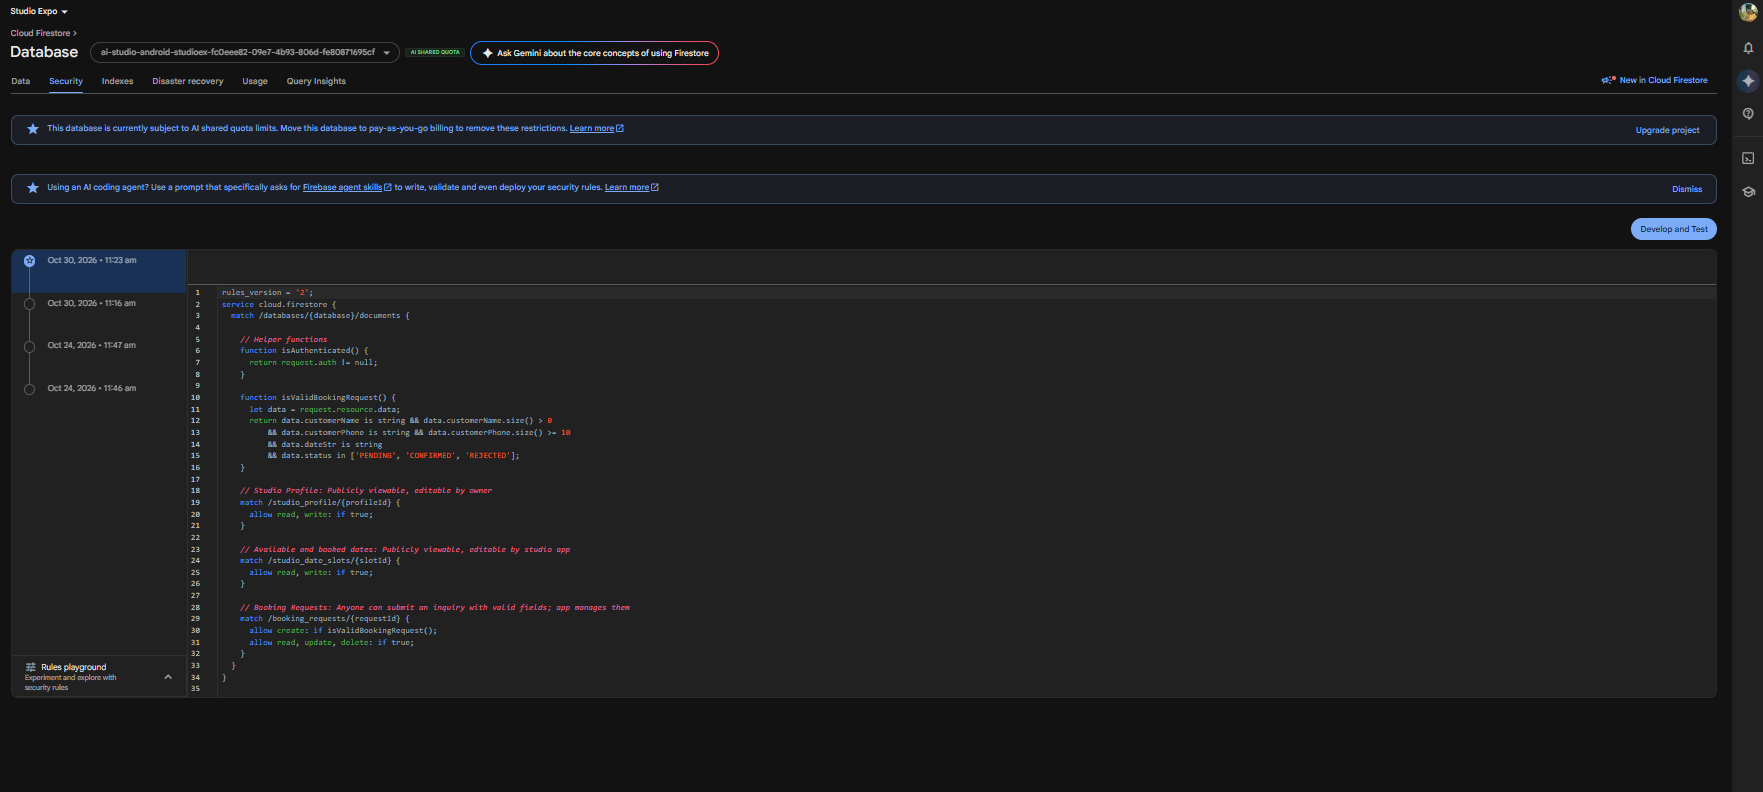 Studio Expo
Cloud Firestore >
Database
ai-studio-android-studioex-fc0eee82-09e7-4b93-806d-fe80871695cf
AI SHARED QUOTA
Ask Gemini about the core concepts of using Firestore
Data Security Indexes Disaster recovery Usage Query Insights
New in Cloud Firestore
This database is currently subject to AI shared quota limits. Move this database to pay-as-you-go billing to remove these restrictions. Learn more
Upgrade project
Using an AI coding agent? Use a prompt that specifically asks for Firebase agent skills to write, validate and even deploy your security rules. Learn more
Dismiss
Develop and Test
Oct 30, 2026 • 11:23 am
Oct 30, 2026 • 11:16 am
Oct 24, 2026 • 11:47 am
Oct 24, 2026 • 11:46 am
Rules playground
Experiment and explore with
security rules
1 rules_version = '2';
2 service cloud.firestore {
3   match /databases/{database}/documents {
4
5     // Helper functions
6     function isAuthenticated() {
7       return request.auth != null;
8     }
9
10     function isValidBookingRequest() {
11       let data = request.resource.data;
12       return data.customerName is string && data.customerName.size() > 0
13           && data.customerPhone is string && data.customerPhone.size() >= 10
14           && data.dateStr is string
15           && data.status in ['PENDING', 'CONFIRMED', 'REJECTED'];
16     }
17
18     // Studio Profile: Publicly viewable, editable by owner
19     match /studio_profile/{profileId} {
20       allow read, write: if true;
21     }
22
23     // Available and booked dates: Publicly viewable, editable by studio app
24     match /studio_date_slots/{slotId} {
25       allow read, write: if true;
26     }
27
28     // Booking Requests: Anyone can submit an inquiry with valid fields; app manages them
29     match /booking_requests/{requestId} {
30       allow create: if isValidBookingRequest();
31       allow read, update, delete: if true;
32     }
33   }
34 }
35